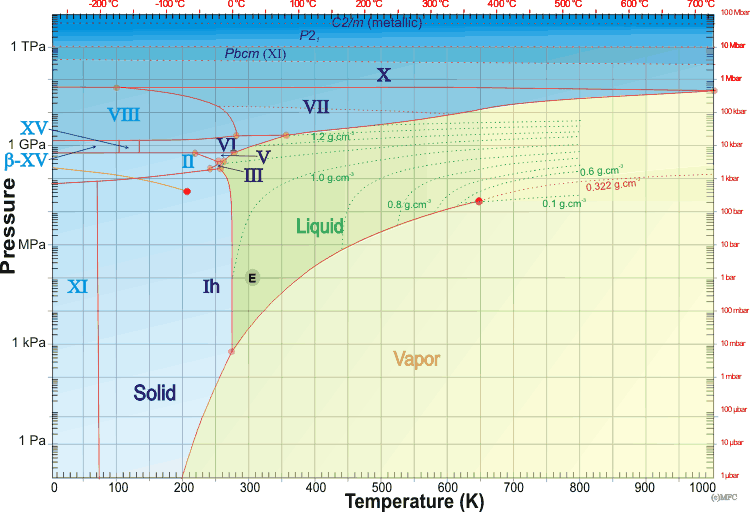 -200°C -100°C 0°C 100°C 200°C 300°C 400°C 500°C 600°C 700°C
100 Mbar
C2/m (metallic)
P2₁
1 TPa
10 Mbar
Pbcm (XI)
X
1 Mbar
VIII
VII
100 kbar
XV
1.2 g.cm⁻³
1 GPa
VI
10 kbar
β-XV
II
V
III
1.0 g.cm⁻³
0.6 g.cm⁻³
1 kbar
0.322 g.cm⁻³
0.8 g.cm⁻³
0.1 g.cm⁻³
100 bar
Liquid
MPa
10 bar
E
XI
Ih
1 bar
100 mbar
1 kPa
10 mbar
Vapor
1 mbar
Solid
100 µbar
1 Pa
10 µbar
1 µbar
0 100 200 300 400 500 600 700 800 900 1000
Pressure
Temperature (K)
(c)MFC